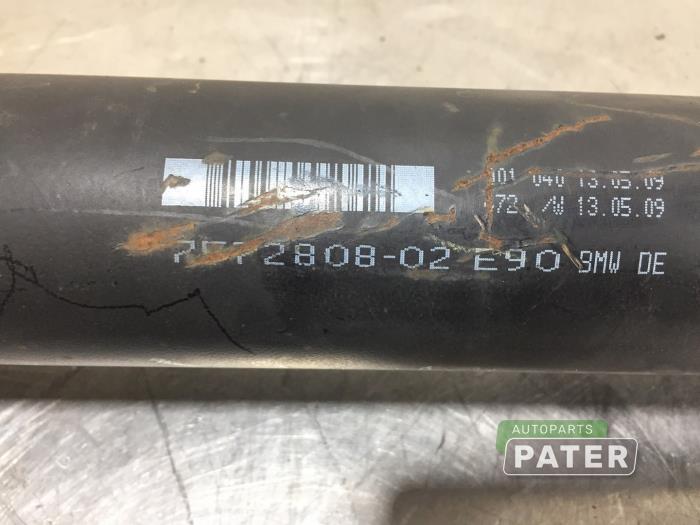 101 040 13.05.09
72 /W 13.05.09
2808-02 E90 BMW DE
AUTOPARTS
PATER